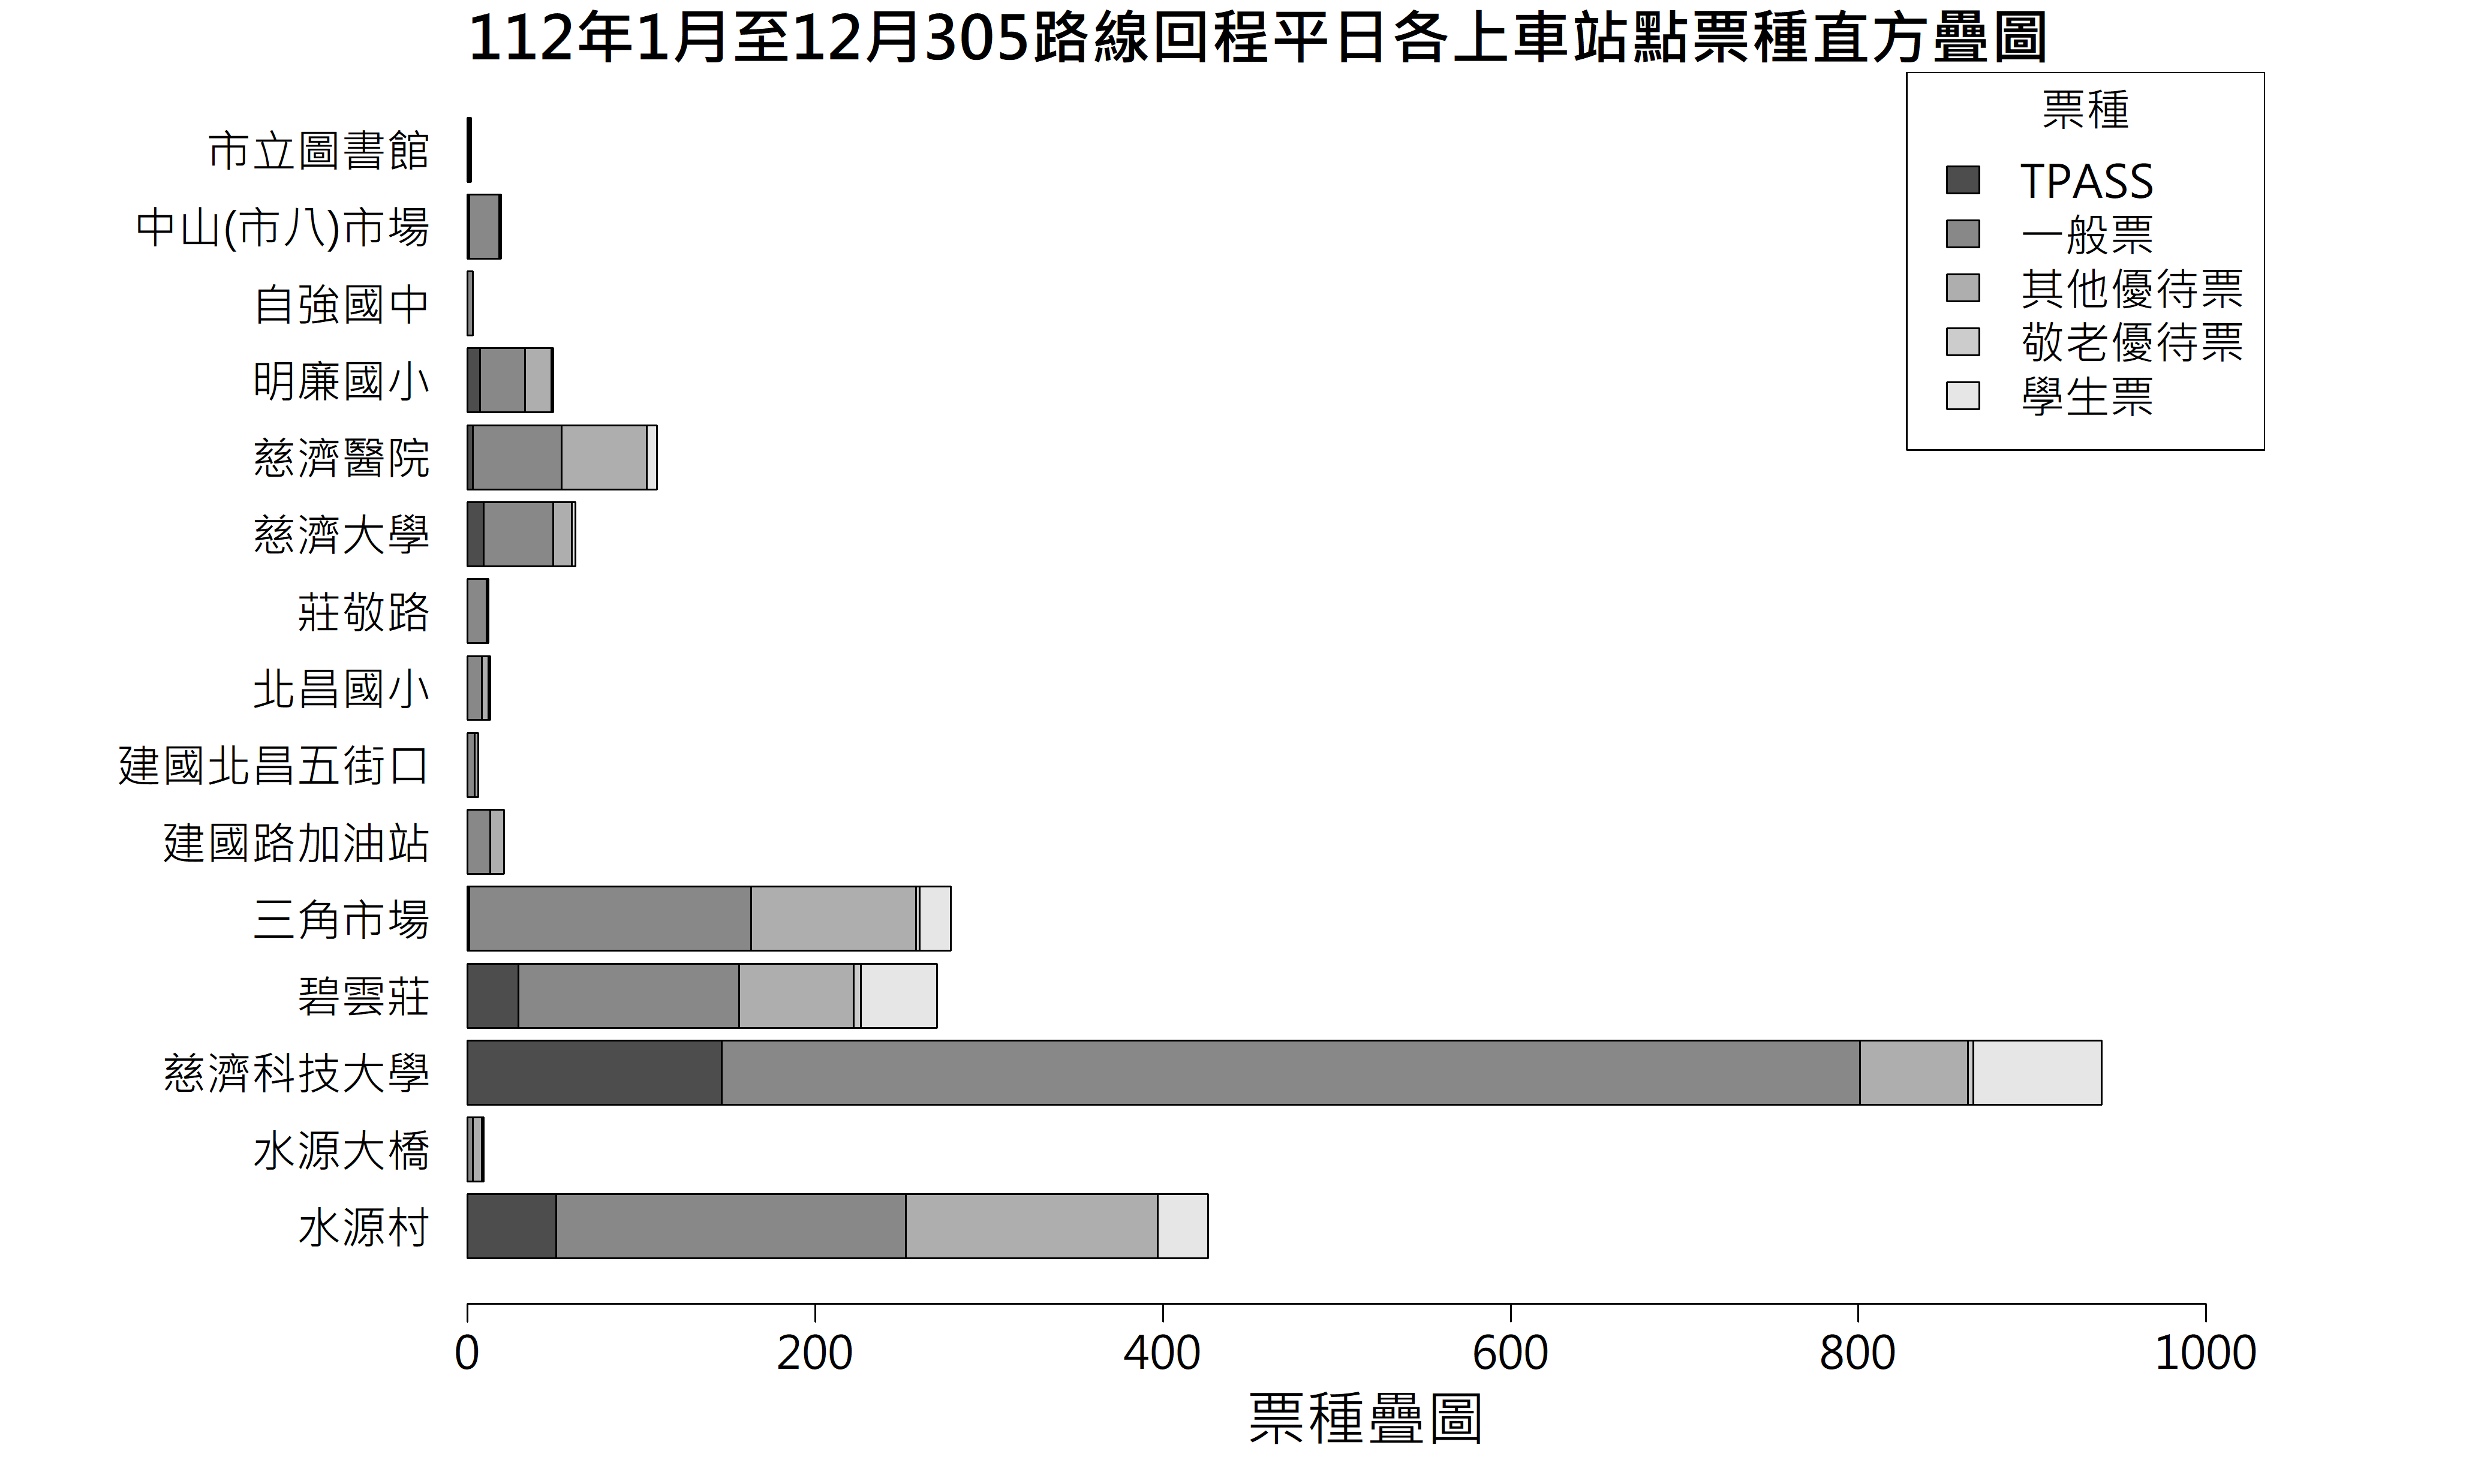 112年1月至12月305路線回程平日各上車站點票種直方疊圖
票種
TPASS
一般票
其他優待票
敬老優待票
學生票
市立圖書館
中山(市八)市場
自強國中
明廉國小
慈濟醫院
慈濟大學
莊敬路
北昌國小
建國北昌五街口
建國路加油站
三角市場
碧雲莊
慈濟科技大學
水源大橋
水源村
0 200 400 600 800 1000
票種疊圖